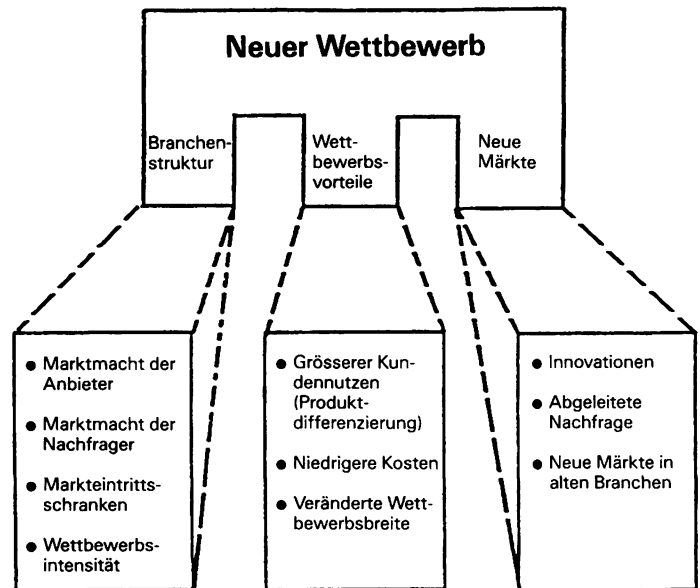 Neuer Wettbewerb
Branchen-
struktur
Wett-
bewerbs-
vorteile
Neue
Märkte
● Marktmacht der
Anbieter
● Marktmacht der
Nachfrager
● Markteintritts-
schranken
● Wettbewerbs-
intensität
● Grösserer Kun-
dennutzen
(Produkt-
differenzierung)
● Niedrigere Kosten
● Veränderte Wett-
bewerbsbreite
● Innovationen
● Abgeleitete
Nachfrage
● Neue Märkte in
alten Branchen